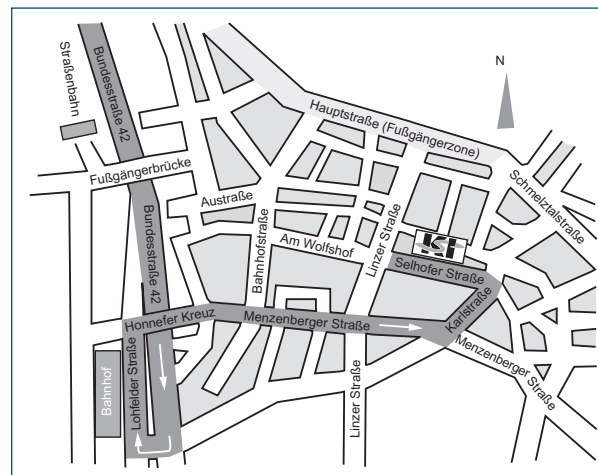 Straßenbahn
Bundesstraße 42
N
Hauptstraße (Fußgängerzone)
Fußgängerbrücke
Schmelztalstraße
Austraße
Bundesstraße 42
Bahnhofstraße
Am Wolfshof
Linzer Straße
KSI
Selhofer Straße
Honnefer Kreuz
Menzenberger Straße
Karlstraße
Menzenberger Straße
Bahnhof
Lohfelder Straße
Linzer Straße